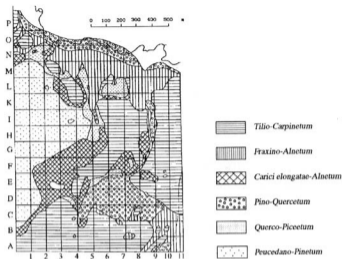 0 100 200 300 400 500 m
P
O
N
M
L
K
I
H
G
F
E
D
C
B
A
1 2 3 4 5 6 7 8 9 10 11
Tilio-Carpinetum
Fraxino-Alnetum
Carici elongatae-Alnetum
Pino-Quercetum
Querco-Piceetum
Peucedano-Pinetum